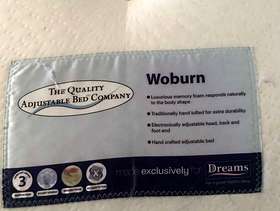 THE QUALITY
ADJUSTABLE BED COMPANY
Woburn
Luxurious memory foam responds naturally
to the body shape
Traditionally hand tufted for extra durability
Electronically adjustable head, back and
foot end
Hand crafted adjustable bed
3
made exclusively for Dreams